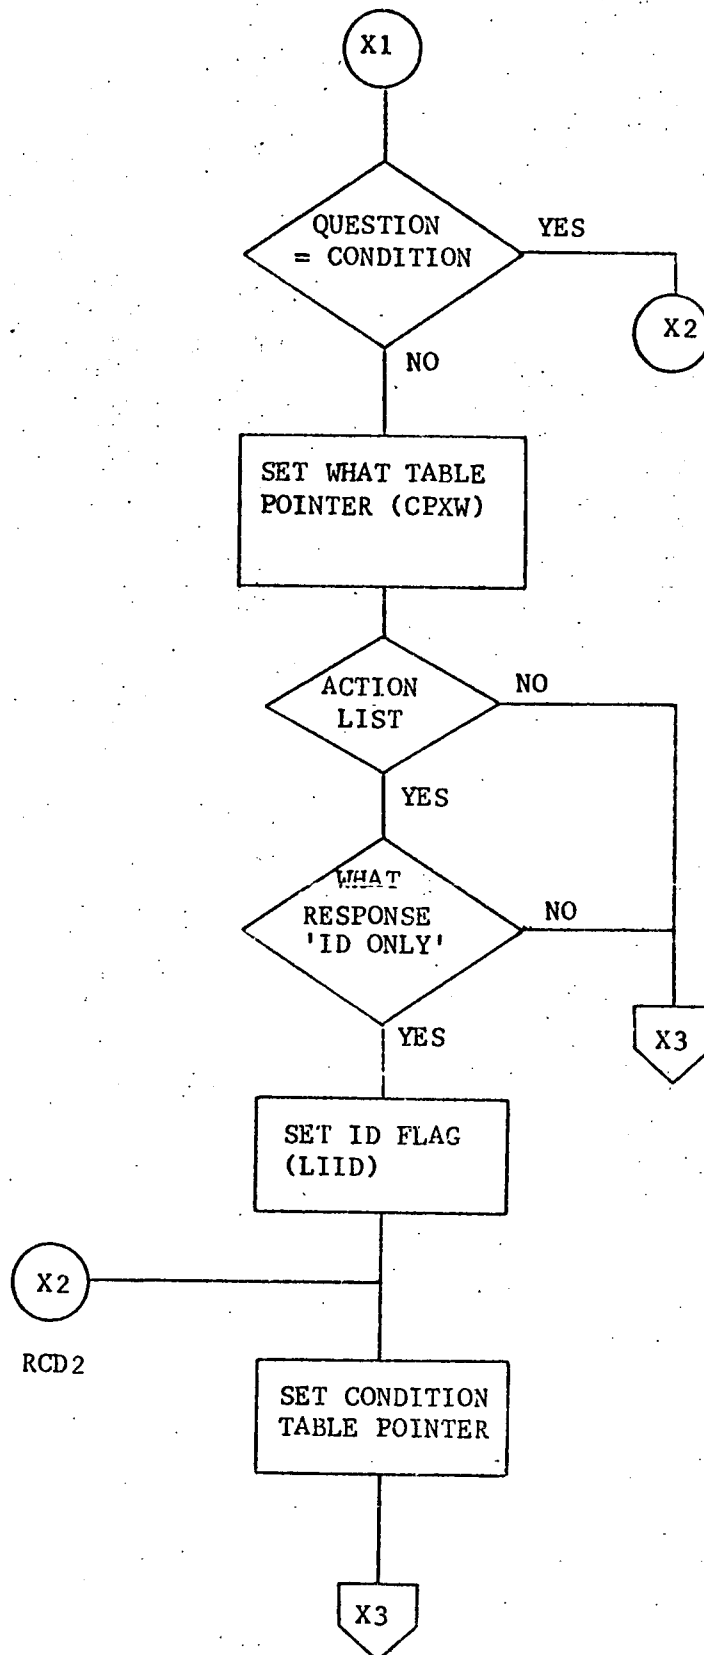 X1
QUESTION
= CONDITION
YES
X2
NO
SET WHAT TABLE
POINTER (CPXW)
ACTION
LIST
NO
YES
WHAT
RESPONSE
'ID ONLY'
NO
X3
YES
SET ID FLAG
(LIID)
X2
RCD2
SET CONDITION
TABLE POINTER
X3